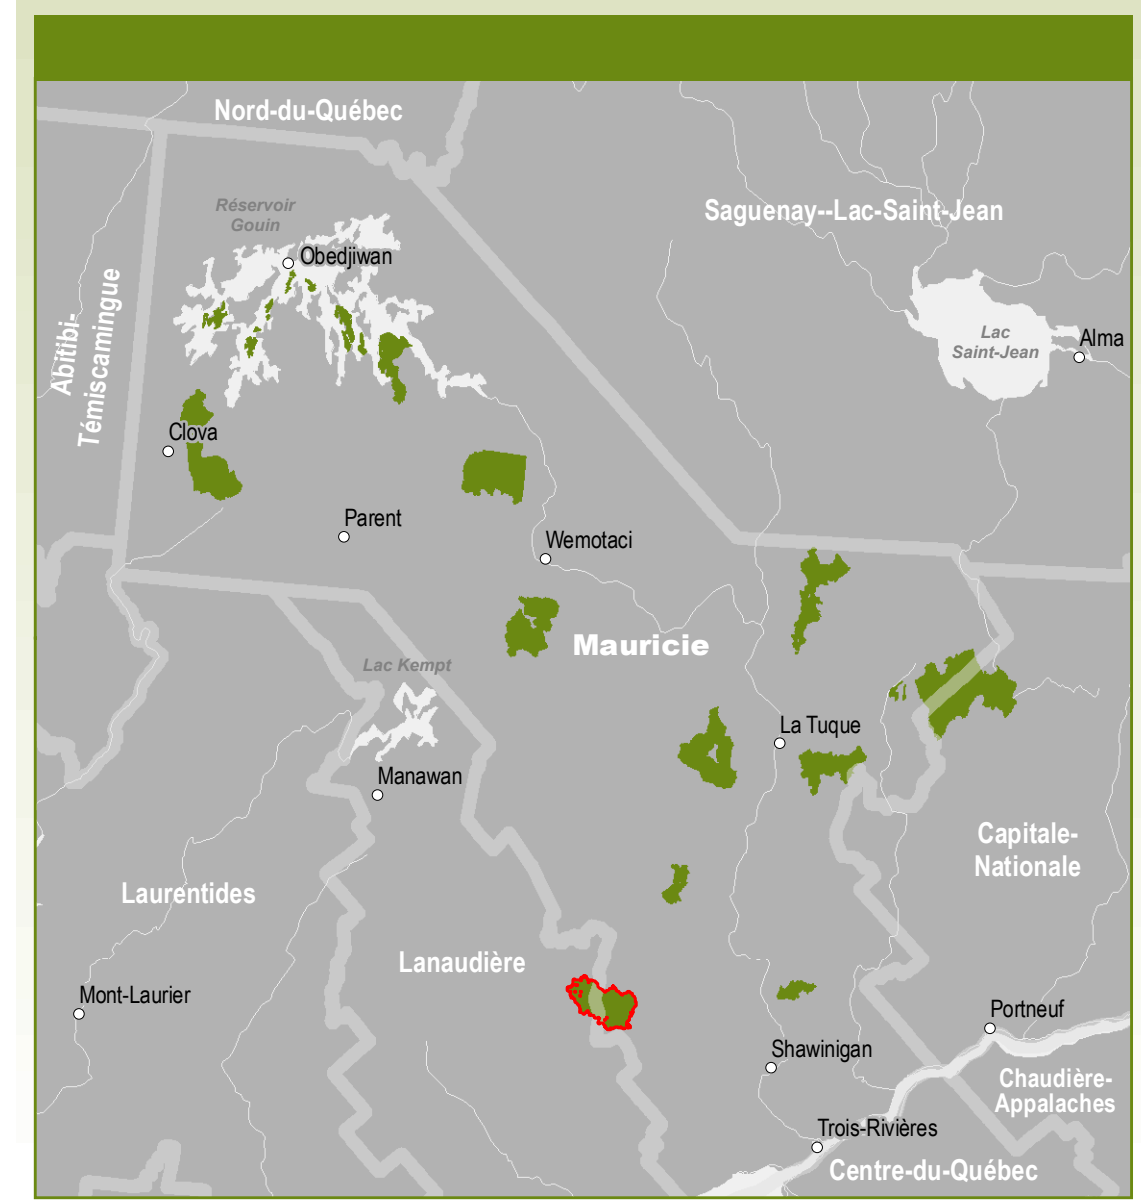 Nord-du-Québec
Saguenay--Lac-Saint-Jean
Réservoir
Gouin
Obedjiwan
Abitibi-
Témiscamingue
Lac
Saint-Jean
Alma
Clova
Parent
Wemotaci
Mauricie
Lac Kempt
La Tuque
Manawan
Capitale-
Nationale
Laurentides
Lanaudière
Mont-Laurier
Portneuf
Shawinigan
Chaudière-
Appalaches
Trois-Rivières
Centre-du-Québec